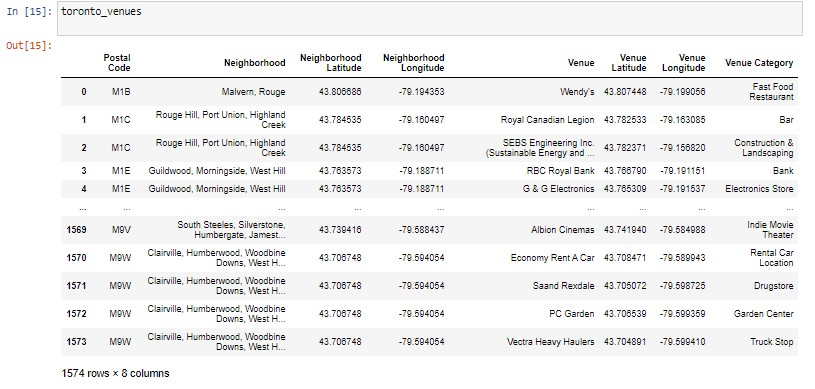 In [15]: toronto_venues
Out[15]:
Postal Code Neighborhood Neighborhood Latitude Neighborhood Longitude Venue Venue Latitude Venue Longitude Venue Category
0 M1B Malvern, Rouge 43.806686 -79.194353 Wendy's 43.807448 -79.199056 Fast Food Restaurant
1 M1C Rouge Hill, Port Union, Highland Creek 43.784535 -79.160497 Royal Canadian Legion 43.782533 -79.163085 Bar
2 M1C Rouge Hill, Port Union, Highland Creek 43.784535 -79.160497 SEBS Engineering Inc. (Sustainable Energy and ... 43.782371 -79.156820 Construction & Landscaping
3 M1E Guildwood, Morningside, West Hill 43.763573 -79.188711 RBC Royal Bank 43.766790 -79.191151 Bank
4 M1E Guildwood, Morningside, West Hill 43.763573 -79.188711 G & G Electronics 43.765309 -79.191537 Electronics Store
... ... ... ... ... ... ... ... ...
1569 M9V South Steeles, Silverstone, Humbergate, Jamest... 43.739416 -79.588437 Albion Cinemas 43.741940 -79.584988 Indie Movie Theater
1570 M9W Clairville, Humberwood, Woodbine Downs, West H... 43.706748 -79.594054 Economy Rent A Car 43.708471 -79.589943 Rental Car Location
1571 M9W Clairville, Humberwood, Woodbine Downs, West H... 43.706748 -79.594054 Saand Rexdale 43.705072 -79.598725 Drugstore
1572 M9W Clairville, Humberwood, Woodbine Downs, West H... 43.706748 -79.594054 PC Garden 43.706539 -79.599359 Garden Center
1573 M9W Clairville, Humberwood, Woodbine Downs, West H... 43.706748 -79.594054 Vectra Heavy Haulers 43.704891 -79.599410 Truck Stop
1574 rows × 8 columns